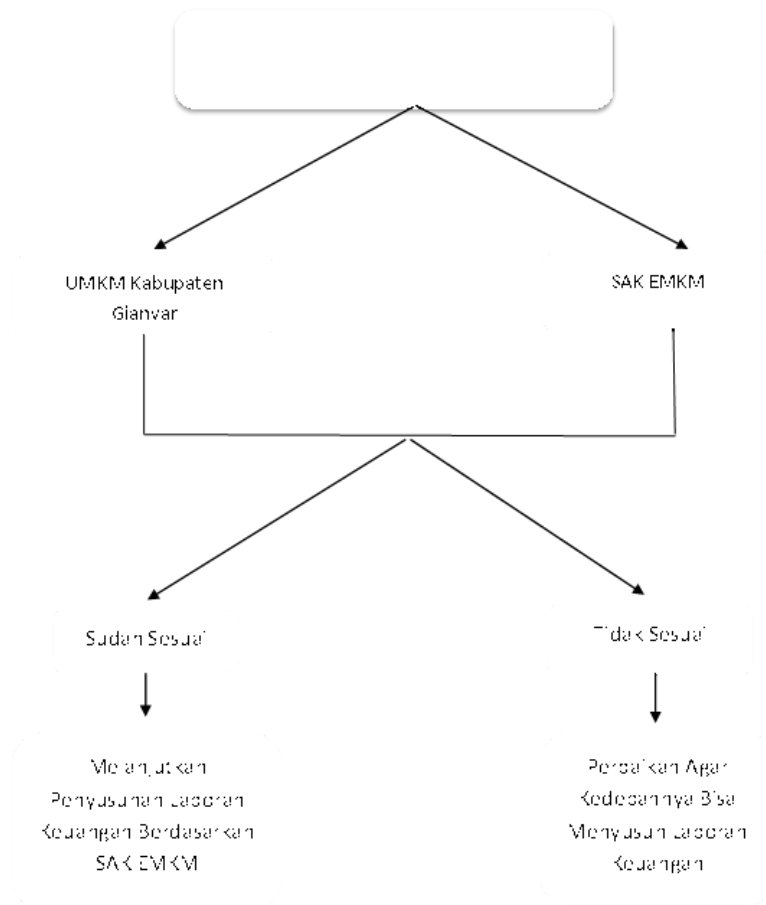 UMKM Kabupaten
Gianyar
SAK EMKM
Sudah Sesuai
Tidak Sesuai
Melanjutkan
Penyusunan Laporan
Keuangan Berdasarkan
SAK EMKM
Perbaikan Agar
Kedepannya Bisa
Menyusun Laporan
Keuangan